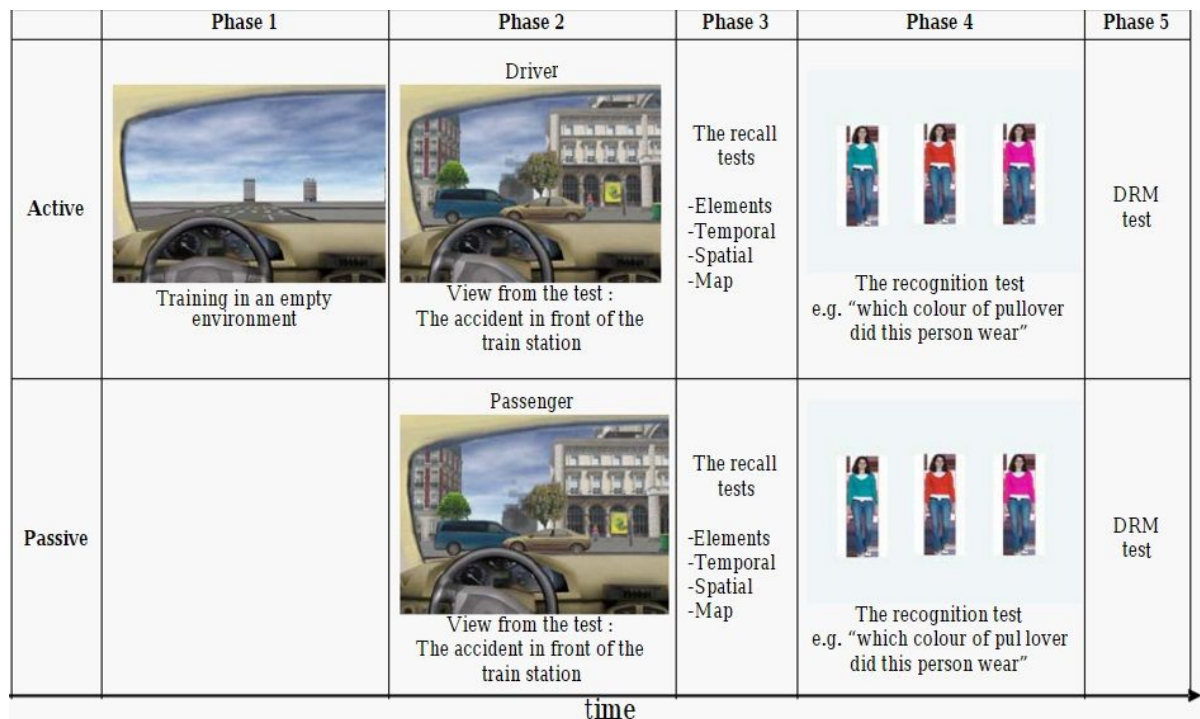 Phase 1 Phase 2 Phase 3 Phase 4 Phase 5
Active
Training in an empty
environment
Driver
View from the test :
The accident in front of the
train station
The recall
tests
-Elements
-Temporal
-Spatial
-Map
The recognition test
e.g. “which colour of pullover
did this person wear”
DRM
test
Passive
Passenger
View from the test :
The accident in front of the
train station
The recall
tests
-Elements
-Temporal
-Spatial
-Map
The recognition test
e.g. “which colour of pul lover
did this person wear”
DRM
test
time